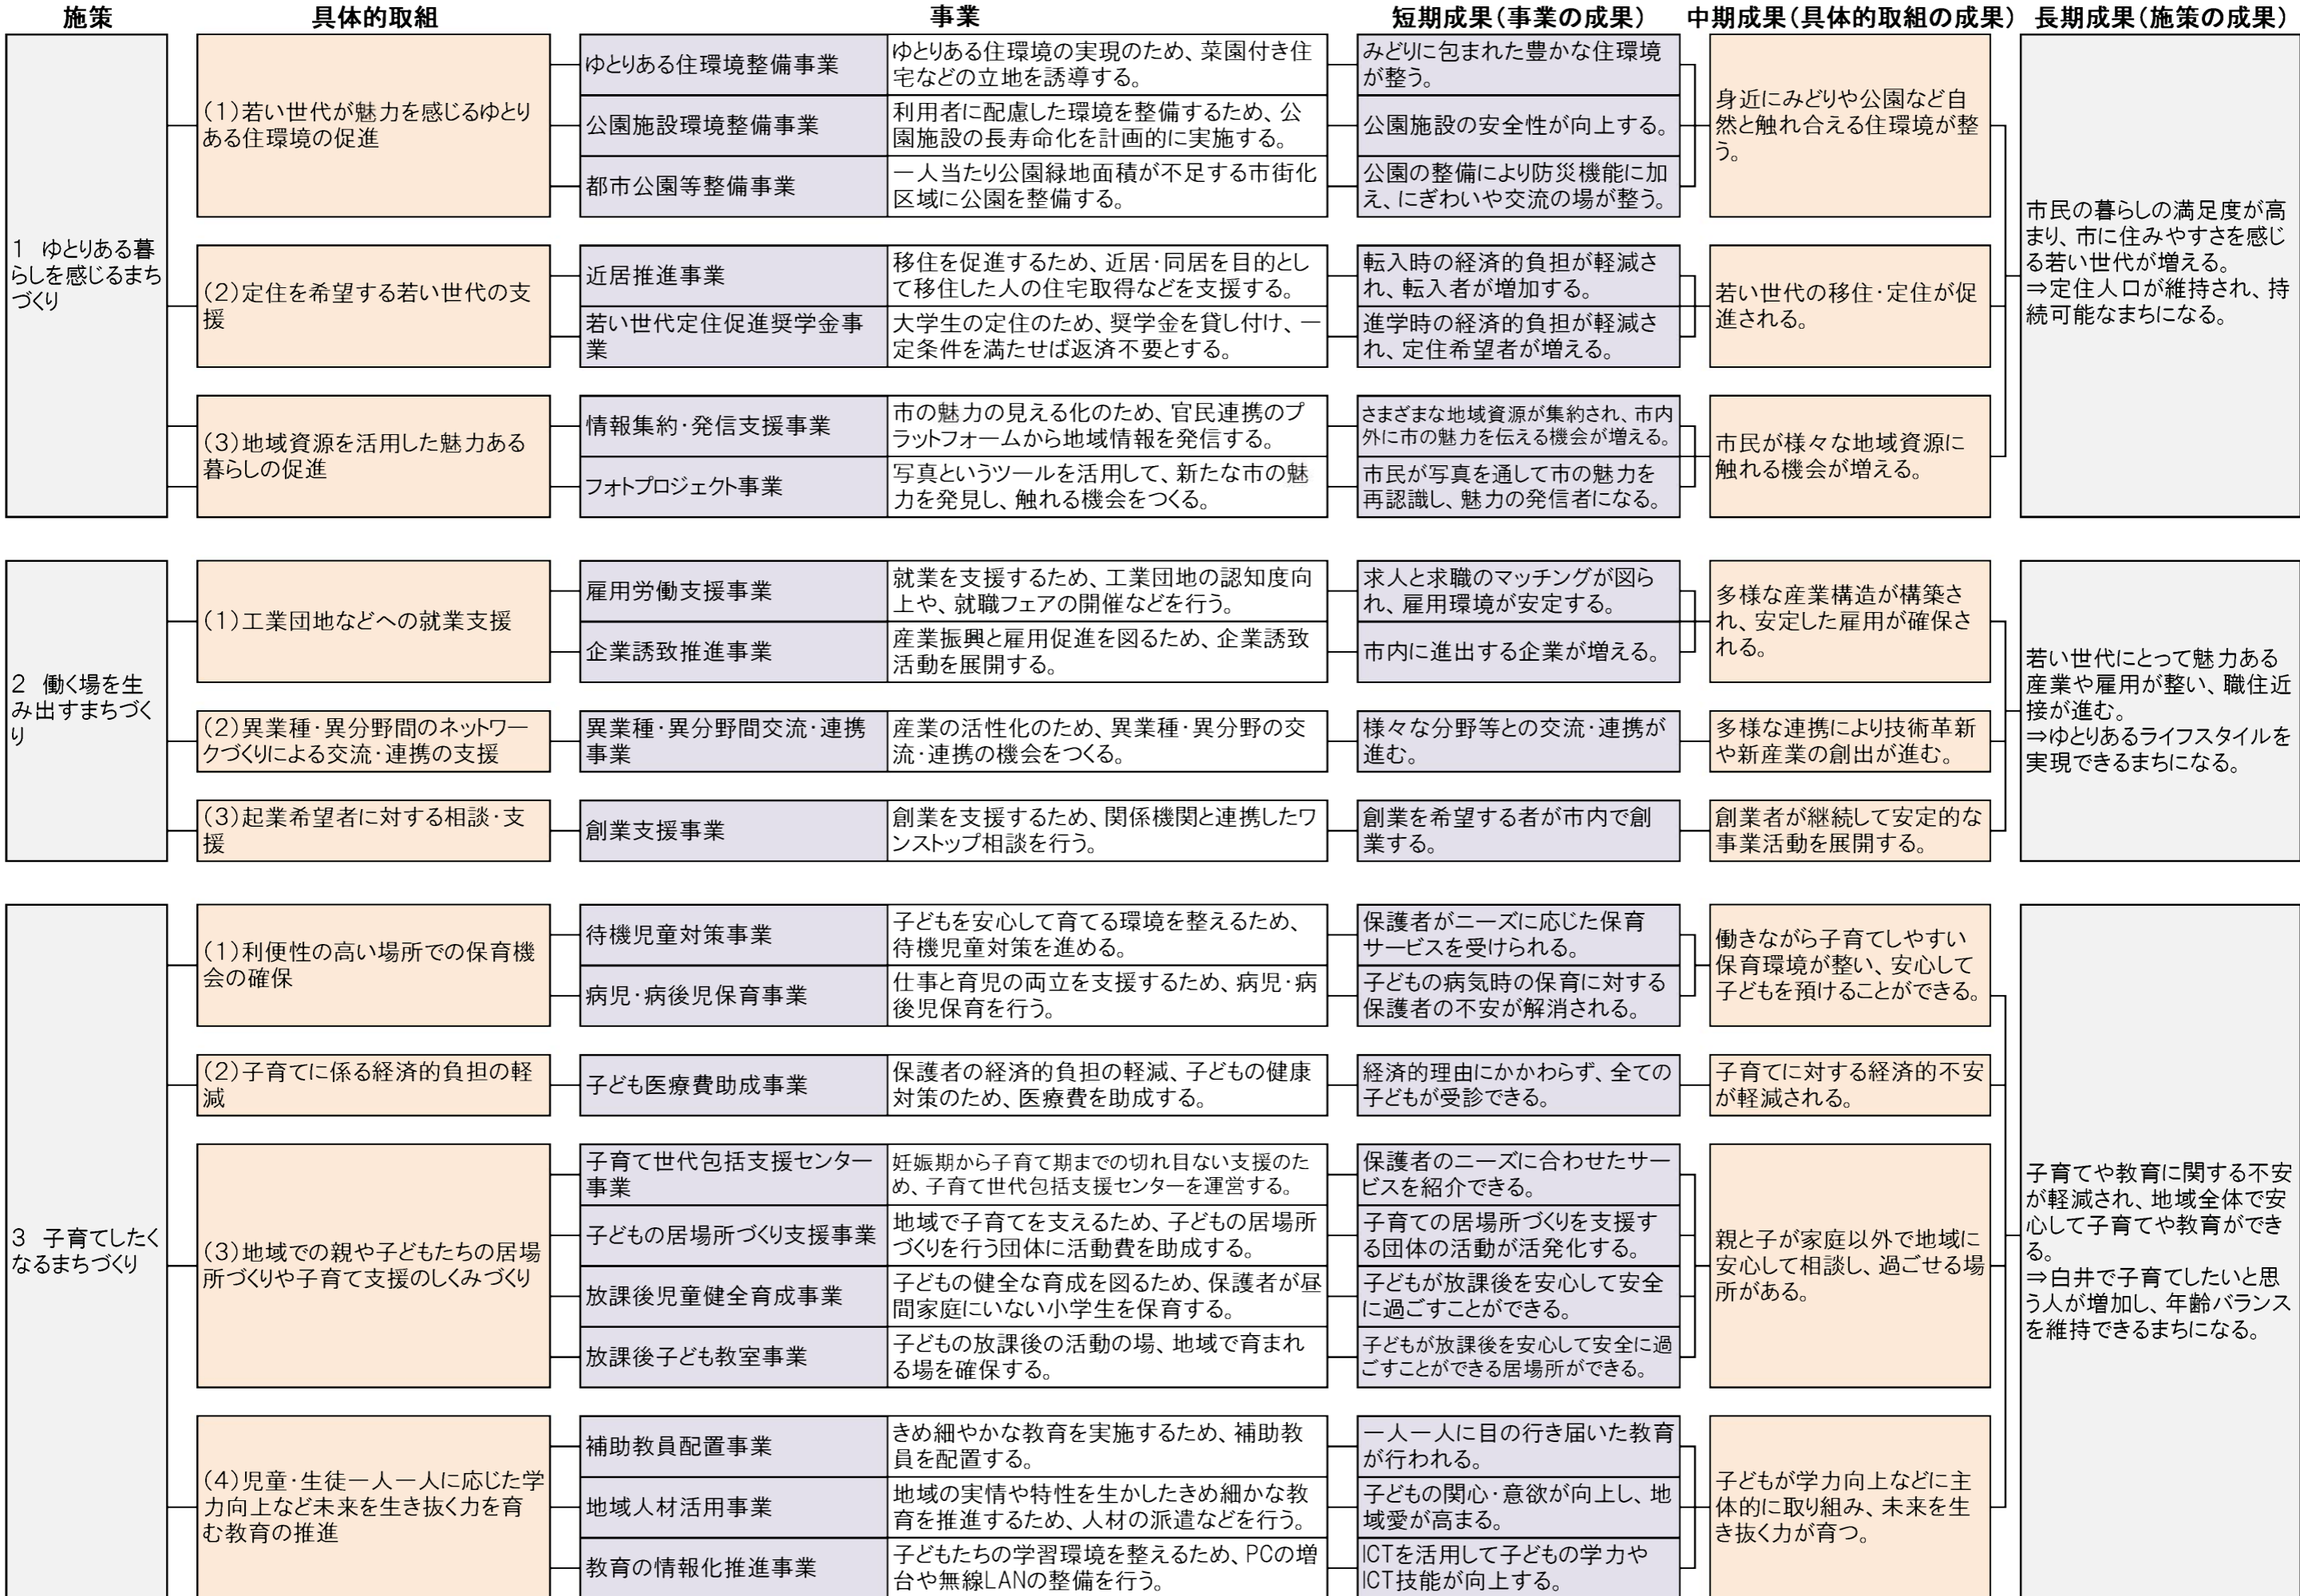 施策
具体的取組
事業
短期成果（事業の成果）
中期成果（具体的取組の成果）
長期成果（施策の成果）
1 ゆとりある暮
らしを感じるまち
づくり
（1）若い世代が魅力を感じるゆとり
ある住環境の促進
ゆとりある住環境整備事業
ゆとりある住環境の実現のため、菜園付き住
宅などの立地を誘導する。
みどりに包まれた豊かな住環境
が整う。
公園施設環境整備事業
利用者に配慮した環境を整備するため、公
園施設の長寿命化を計画的に実施する。
公園施設の安全性が向上する。
都市公園等整備事業
一人当たり公園緑地面積が不足する市街化
区域に公園を整備する。
公園の整備により防災機能に加
え、にぎわいや交流の場が整う。
身近にみどりや公園など自
然と触れ合える住環境が整
う。
（2）定住を希望する若い世代の支
援
近居推進事業
移住を促進するため、近居・同居を目的とし
て移住した人の住宅取得などを支援する。
転入時の経済的負担が軽減さ
れ、転入者が増加する。
若い世代定住促進奨学金事
業
大学生の定住のため、奨学金を貸し付け、一
定条件を満たせば返済不要とする。
進学時の経済的負担が軽減さ
れ、定住希望者が増える。
若い世代の移住・定住が促
進される。
（3）地域資源を活用した魅力ある
暮らしの促進
情報集約・発信支援事業
市の魅力の見える化のため、官民連携のプ
ラットフォームから地域情報を発信する。
さまざまな地域資源が集約され、市内
外に市の魅力を伝える機会が増える。
フォトプロジェクト事業
写真というツールを活用して、新たな市の魅
力を発見し、触れる機会をつくる。
市民が写真を通して市の魅力を
再認識し、魅力の発信者になる。
市民が様々な地域資源に
触れる機会が増える。
市民の暮らしの満足度が高
まり、市に住みやすさを感じ
る若い世代が増える。
⇒定住人口が維持され、持
続可能なまちになる。
2 働く場を生
み出すまちづく
り
（1）工業団地などへの就業支援
雇用労働支援事業
就業を支援するため、工業団地の認知度向
上や、就職フェアの開催などを行う。
求人と求職のマッチングが図ら
れ、雇用環境が安定する。
企業誘致推進事業
産業振興と雇用促進を図るため、企業誘致
活動を展開する。
市内に進出する企業が増える。
多様な産業構造が構築さ
れ、安定した雇用が確保さ
れる。
（2）異業種・異分野間のネットワー
クづくりによる交流・連携の支援
異業種・異分野間交流・連携
事業
産業の活性化のため、異業種・異分野の交
流・連携の機会をつくる。
様々な分野等との交流・連携が
進む。
多様な連携により技術革新
や新産業の創出が進む。
（3）起業希望者に対する相談・支
援
創業支援事業
創業を支援するため、関係機関と連携したワ
ンストップ相談を行う。
創業を希望する者が市内で創
業する。
創業者が継続して安定的な
事業活動を展開する。
若い世代にとって魅力ある
産業や雇用が整い、職住近
接が進む。
⇒ゆとりあるライフスタイルを
実現できるまちになる。
3 子育てしたく
なるまちづくり
（1）利便性の高い場所での保育機
会の確保
待機児童対策事業
子どもを安心して育てる環境を整えるため、
待機児童対策を進める。
保護者がニーズに応じた保育
サービスを受けられる。
病児・病後児保育事業
仕事と育児の両立を支援するため、病児・病
後児保育を行う。
子どもの病気時の保育に対する
保護者の不安が解消される。
働きながら子育てしやすい
保育環境が整い、安心して
子どもを預けることができる。
（2）子育てに係る経済的負担の軽
減
子ども医療費助成事業
保護者の経済的負担の軽減、子どもの健康
対策のため、医療費を助成する。
経済的理由にかかわらず、全ての
子どもが受診できる。
子育てに対する経済的不安
が軽減される。
（3）地域での親や子どもたちの居場
所づくりや子育て支援のしくみづくり
子育て世代包括支援センター
事業
妊娠期から子育て期までの切れ目ない支援のた
め、子育て世代包括支援センターを運営する。
保護者のニーズに合わせたサー
ビスを紹介できる。
子どもの居場所づくり支援事業
地域で子育てを支えるため、子どもの居場所
づくりを行う団体に活動費を助成する。
子育ての居場所づくりを支援す
る団体の活動が活発化する。
放課後児童健全育成事業
子どもの健全な育成を図るため、保護者が昼
間家庭にいない小学生を保育する。
子どもが放課後を安心して安全
に過ごすことができる。
放課後子ども教室事業
子どもの放課後の活動の場、地域で育まれ
る場を確保する。
子どもが放課後を安心して安全に過
ごすことができる居場所ができる。
親と子が家庭以外で地域に
安心して相談し、過ごせる場
所がある。
（4）児童・生徒一人一人に応じた学
力向上など未来を生き抜く力を育
む教育の推進
補助教員配置事業
きめ細やかな教育を実施するため、補助教
員を配置する。
一人一人に目の行き届いた教育
が行われる。
地域人材活用事業
地域の実情や特性を生かしたきめ細かな教
育を推進するため、人材の派遣などを行う。
子どもの関心・意欲が向上し、地
域愛が高まる。
教育の情報化推進事業
子どもたちの学習環境を整えるため、PCの増
台や無線LANの整備を行う。
ICTを活用して子どもの学力や
ICT技能が向上する。
子どもが学力向上などに主
体的に取り組み、未来を生
き抜く力が育つ。
子育てや教育に関する不安
が軽減され、地域全体で安
心して子育てや教育ができ
る。
⇒白井で子育てしたいと思
う人が増加し、年齢バランス
を維持できるまちになる。